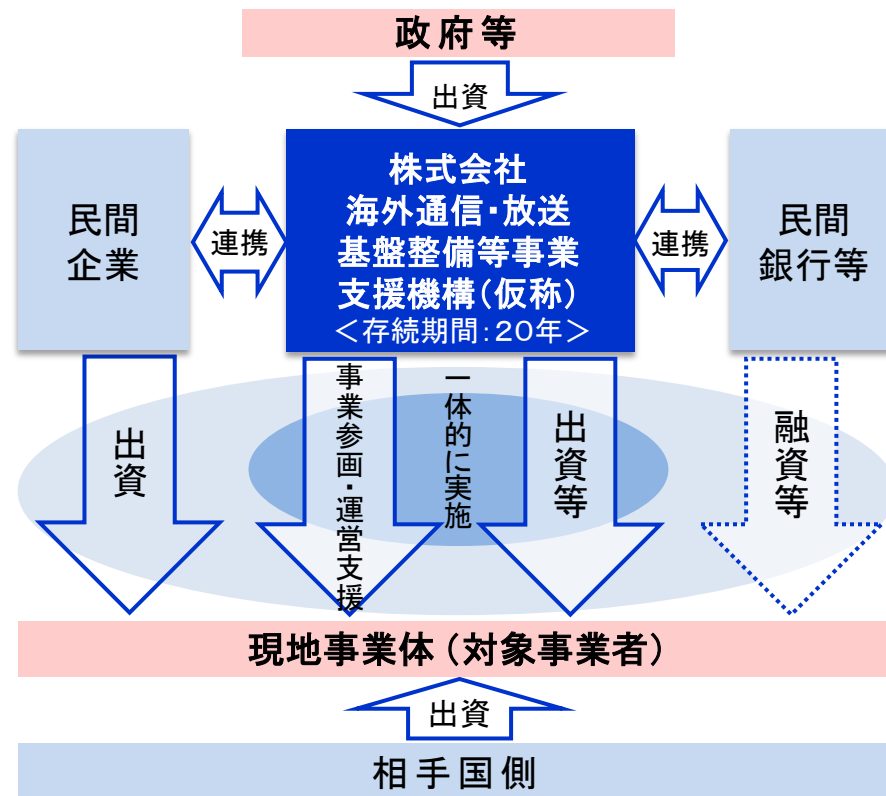 政府等
出資
民間
企業
連携
株式会社
海外通信・放送
基盤整備等事業
支援機構(仮称)
＜存続期間：２０年＞
連携
民間
銀行等
出資
事業参画・運営支援
一体的に実施
出資等
融資等
現地事業体(対象事業者)
出資
相手国側